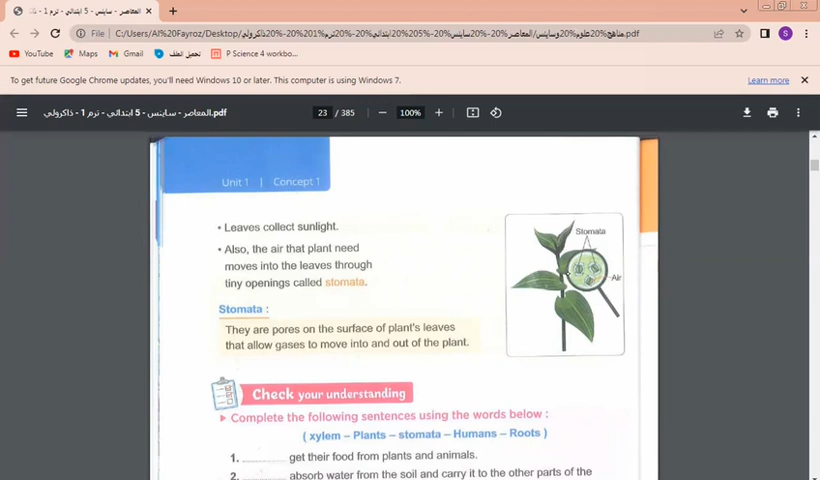 المعاصر - ساينس - 5 ابتدائي - ترم 1 -
File
YouTube
Maps
Gmail
P Science 4 workbo...
To get future Google Chrome updates, you'll need Windows 10 or later. This computer is using Windows 7.
Learn more
المعاصر - ساينس - 5 ابتدائي - ترم 1 - ذاكرولي.pdf
23 / 385
100%
Unit 1 | Concept 1
• Leaves collect sunlight.
• Also, the air that plant need
moves into the leaves through
tiny openings called stomata.
Stomata
Air
Stomata :
They are pores on the surface of plant's leaves
that allow gases to move into and out of the plant.
Check your understanding
Complete the following sentences using the words below :
( xylem – Plants – stomata – Humans – Roots )
1. .......... get their food from plants and animals.
2. .......... absorb water from the soil and carry it to the other parts of the